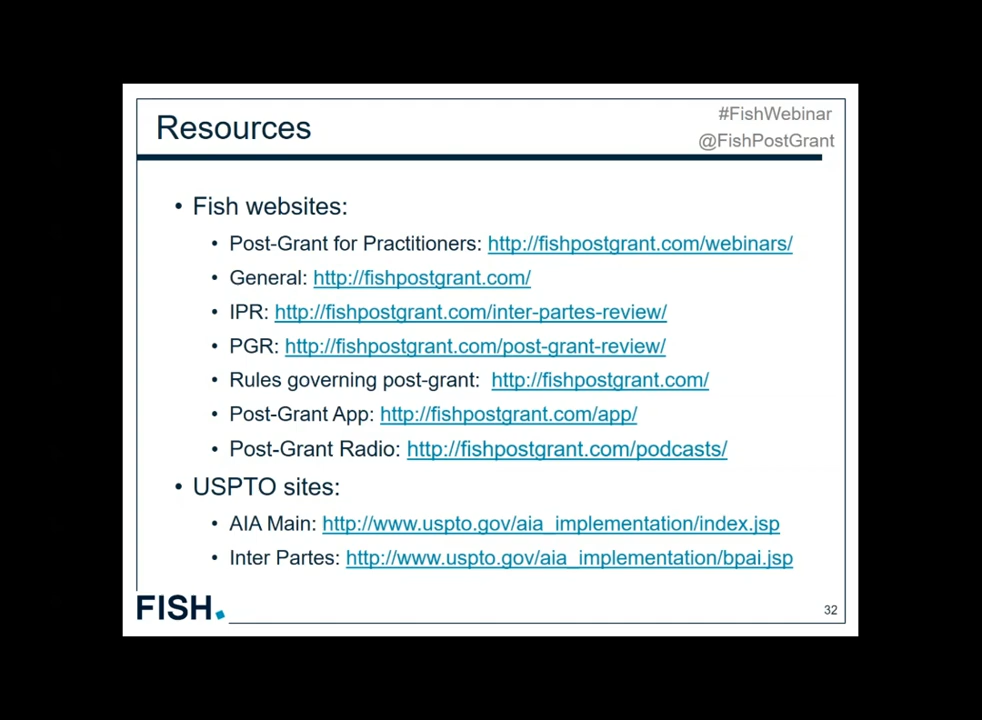 Resources
#FishWebinar
@FishPostGrant
• Fish websites:
• Post-Grant for Practitioners: http://fishpostgrant.com/webinars/
• General: http://fishpostgrant.com/
• IPR: http://fishpostgrant.com/inter-partes-review/
• PGR: http://fishpostgrant.com/post-grant-review/
• Rules governing post-grant: http://fishpostgrant.com/
• Post-Grant App: http://fishpostgrant.com/app/
• Post-Grant Radio: http://fishpostgrant.com/podcasts/
• USPTO sites:
• AIA Main: http://www.uspto.gov/aia_implementation/index.jsp
• Inter Partes: http://www.uspto.gov/aia_implementation/bpai.jsp
FISH.
32